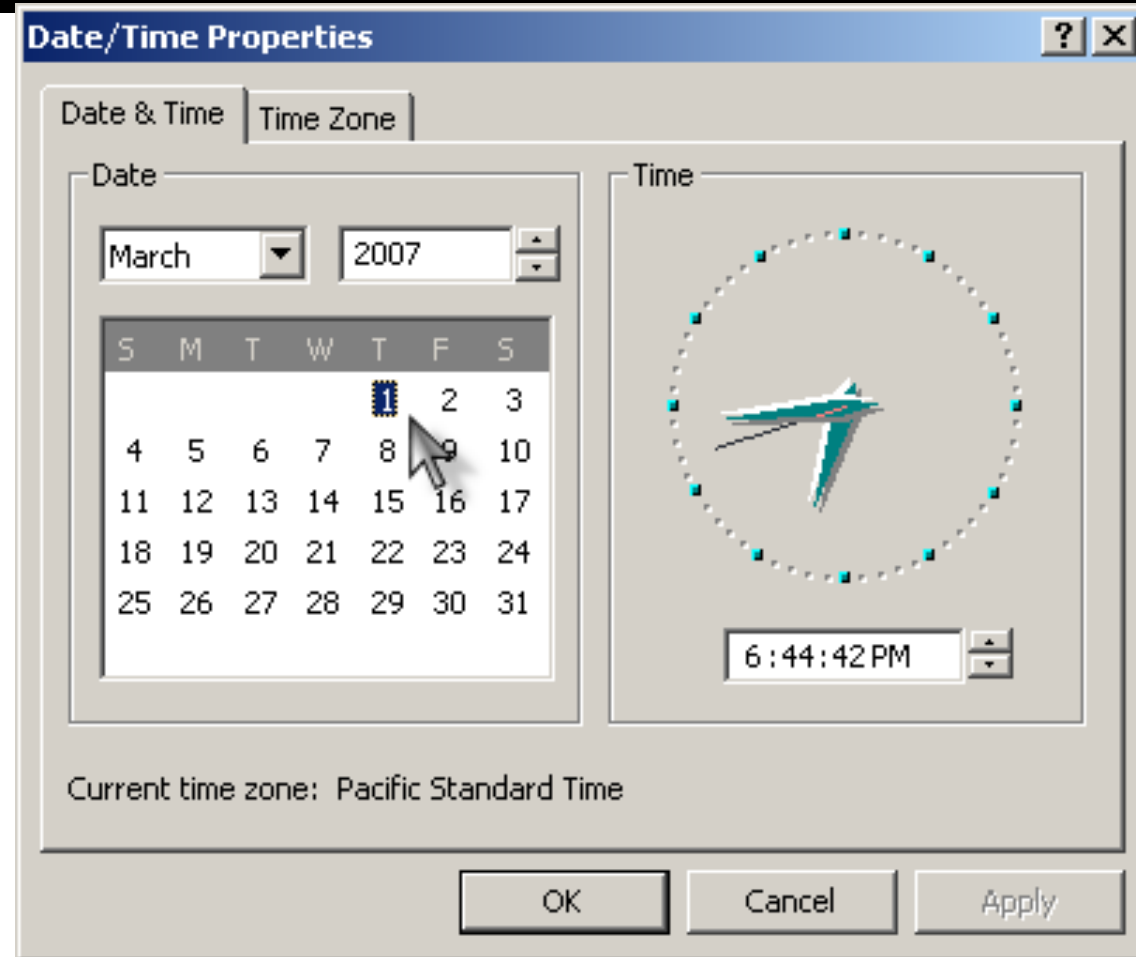 Date/Time Properties
Date & Time Time Zone
Date
March 2007
S M T W T F S
1 2 3
4 5 6 7 8 9 10
11 12 13 14 15 16 17
18 19 20 21 22 23 24
25 26 27 28 29 30 31
Time
6:44:42 PM
Current time zone: Pacific Standard Time
OK Cancel Apply